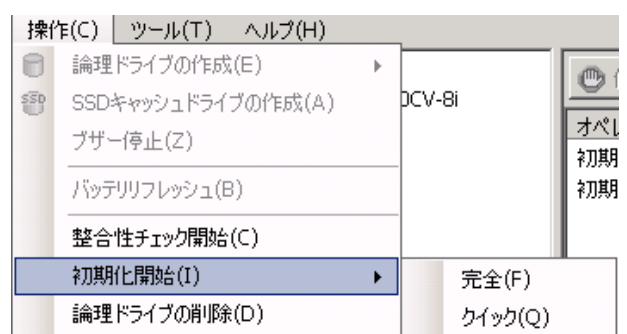 操作(C) ツール(T) ヘルプ(H)
論理ドライブの作成(E)
SSD SSDキャッシュドライブの作成(A)
ブザー停止(Z)
バッテリリフレッシュ(B)
整合性チェック開始(C)
初期化開始(I)
論理ドライブの削除(D)
完全(F)
クイック(Q)
0CV-8i
オペレ
初期
初期